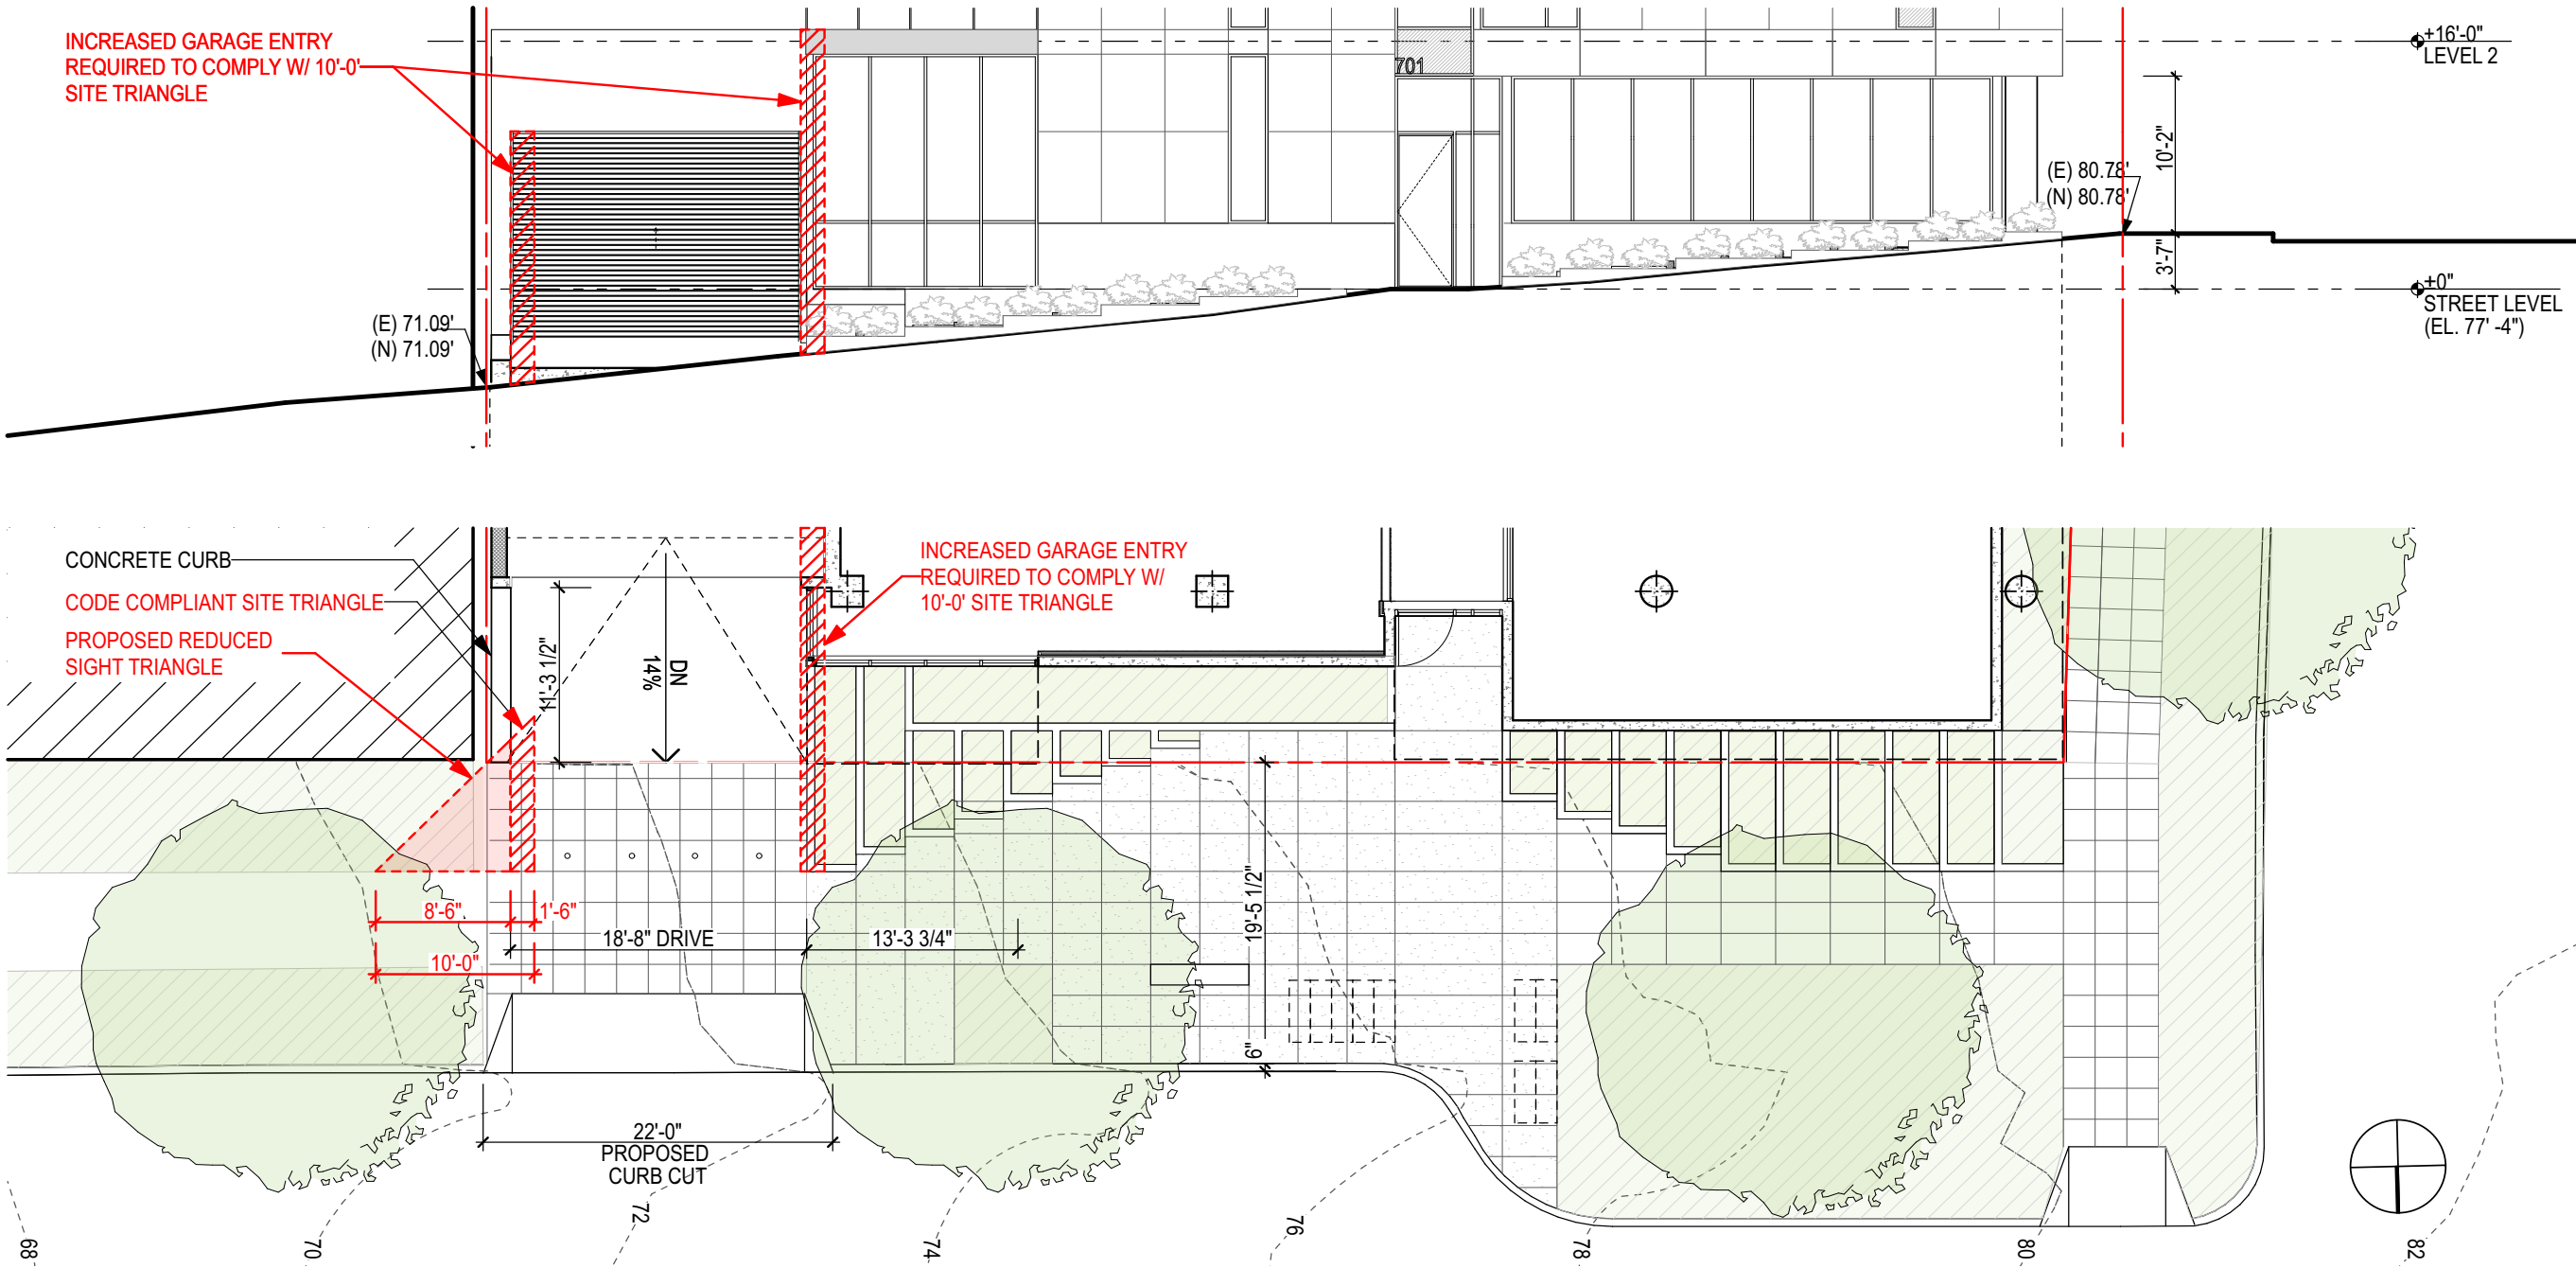 INCREASED GARAGE ENTRY
REQUIRED TO COMPLY W/ 10'-0'
SITE TRIANGLE
701
+16'-0"
LEVEL 2
10'-2"
(E) 80.78'
(N) 80.78'
3'-7"
+0"
STREET LEVEL
(EL. 77' -4")
(E) 71.09'
(N) 71.09'
CONCRETE CURB
CODE COMPLIANT SITE TRIANGLE
PROPOSED REDUCED
SIGHT TRIANGLE
11'-3 1/2"
DN
14%
INCREASED GARAGE ENTRY
REQUIRED TO COMPLY W/
10'-0' SITE TRIANGLE
8'-6"
1'-6"
18'-8" DRIVE
13'-3 3/4"
10'-0"
19'-5 1/2"
6"
22'-0"
PROPOSED
CURB CUT
68
70
72
74
76
78
80
82